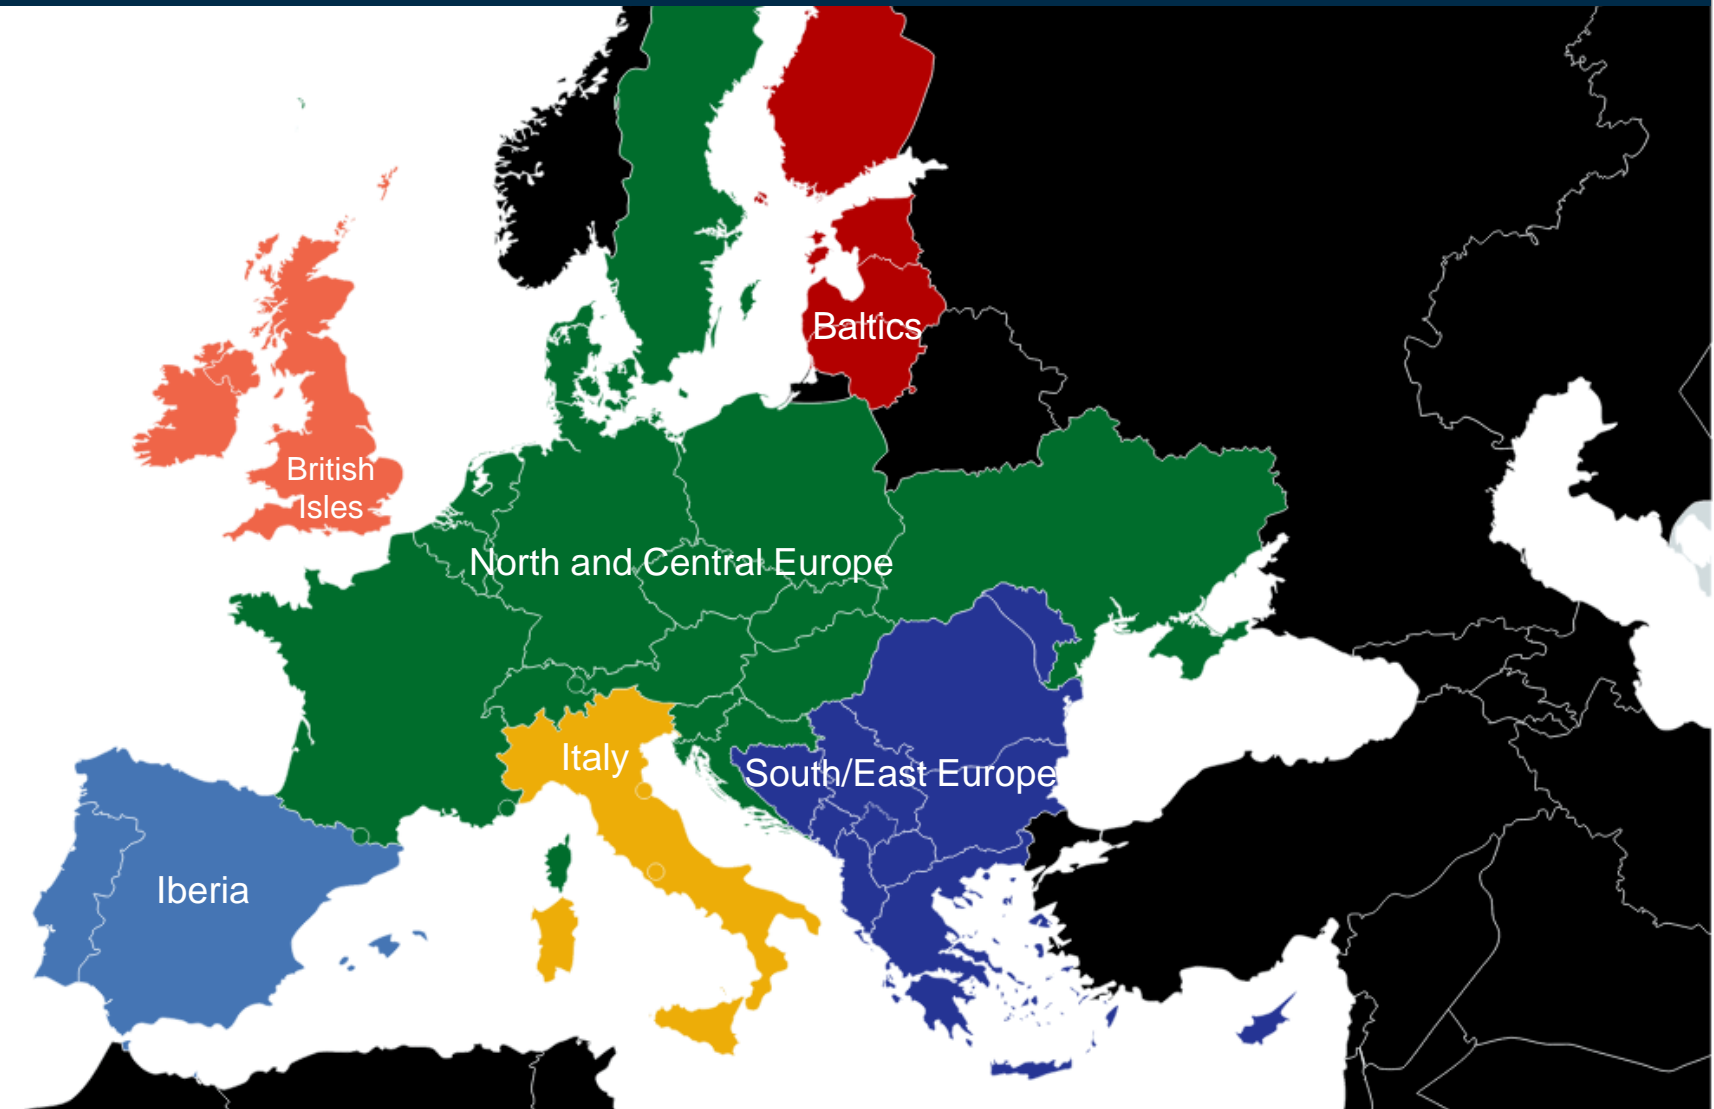 Baltics
British
Isles
North and Central Europe
Italy
South/East Europe
Iberia